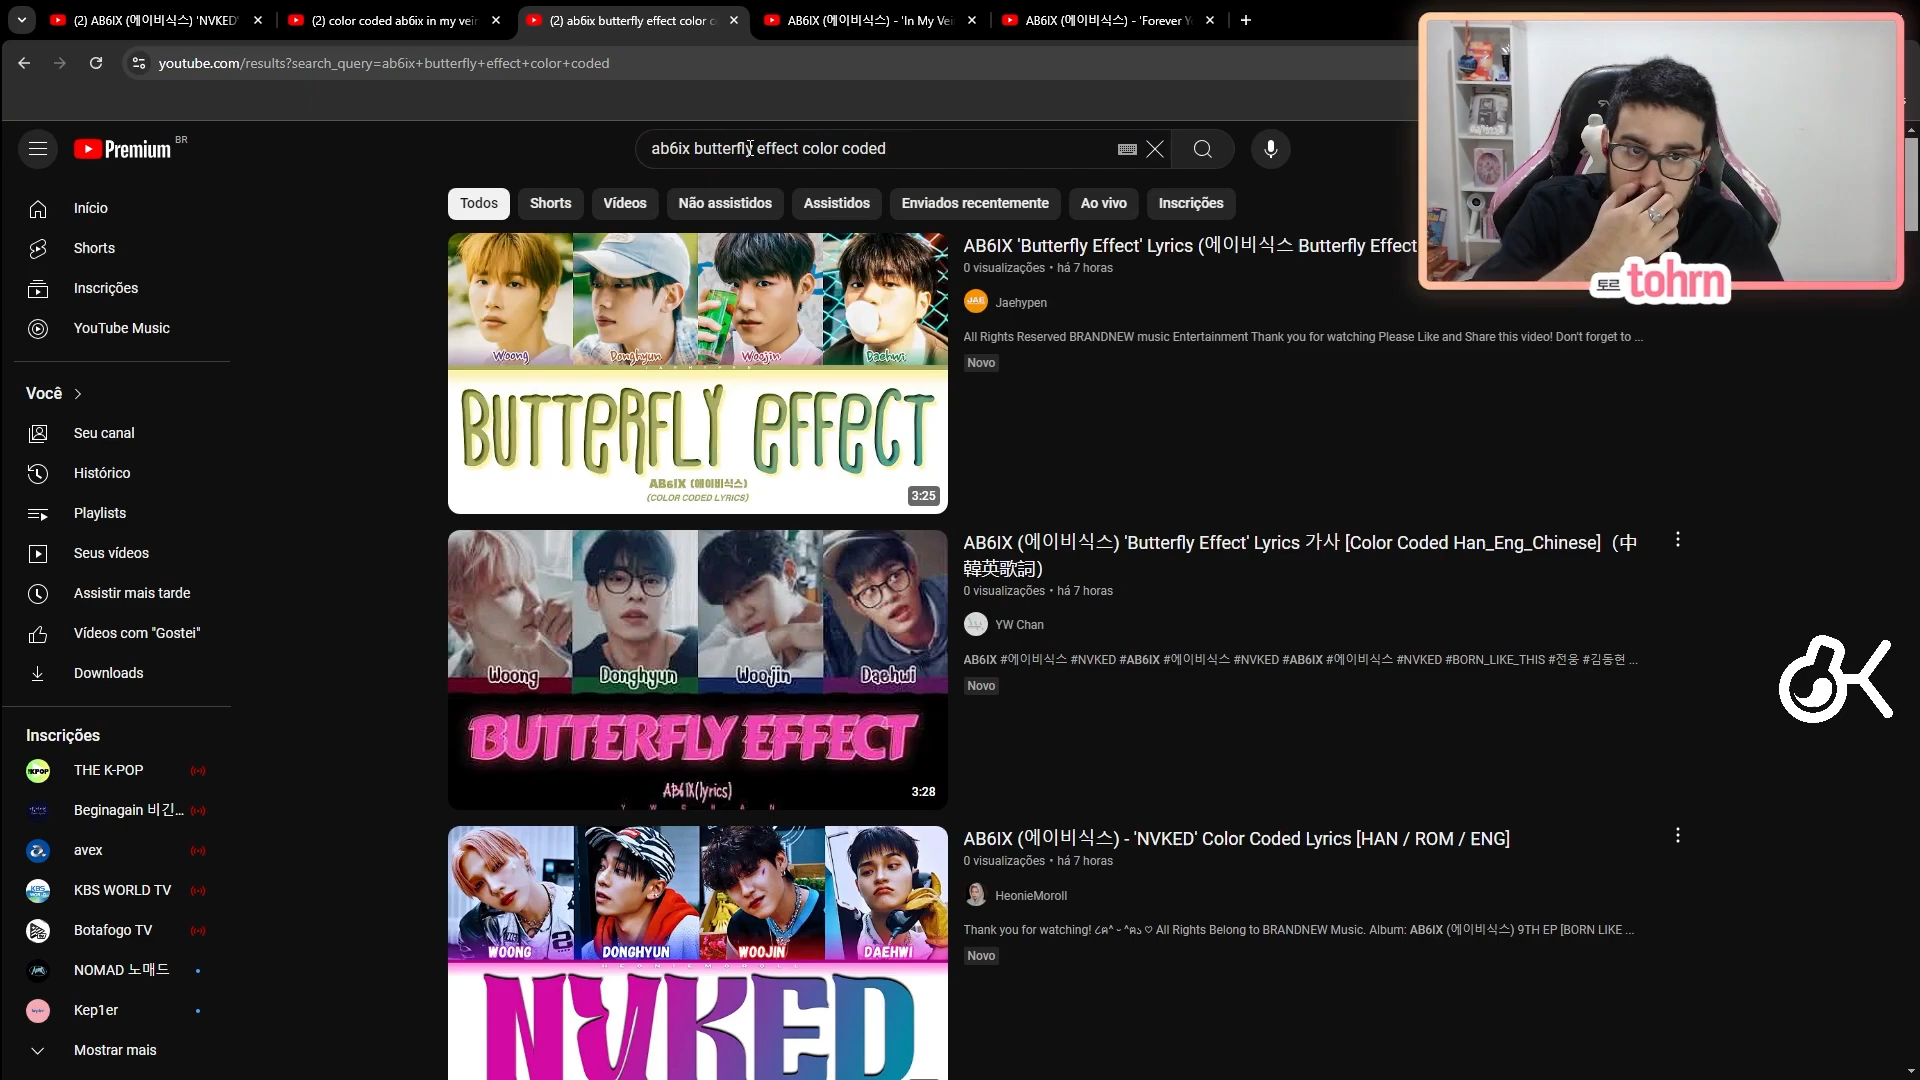 (2) AB6IX (에이비식스) 'NVKED'
(2) color coded ab6ix in my vein
(2) ab6ix butterfly effect color c
AB6IX (에이비식스) - 'In My Vei
AB6IX (에이비식스) - 'Forever Y
youtube.com/results?search_query=ab6ix+butterfly+effect+color+coded
Premium BR
ab6ix butterfly effect color coded
Início
Shorts
Inscrições
YouTube Music
Você
Seu canal
Histórico
Playlists
Seus vídeos
Assistir mais tarde
Vídeos com "Gostei"
Downloads
Inscrições
THE K-POP
Beginagain 비긴...
avex
KBS WORLD TV
Botafogo TV
NOMAD 노매드
Kep1er
Mostrar mais
Todos
Shorts
Vídeos
Não assistidos
Assistidos
Enviados recentemente
Ao vivo
Inscrições
Woong
Donghyun
Woojin
Daehwi
BUTTERFLY EFFECT
AB6IX (에이비식스)
(COLOR CODED LYRICS)
3:25
AB6IX 'Butterfly Effect' Lyrics (에이비식스 Butterfly Effect
0 visualizações • há 7 horas
JAE
Jaehypen
All Rights Reserved BRANDNEW music Entertainment Thank you for watching Please Like and Share this video! Don't forget to ...
Novo
Woong
Donghyun
Woojin
Daehwi
BUTTERFLY EFFECT
AB6IX(lyrics)
Y W C H A N
3:28
AB6IX (에이비식스) 'Butterfly Effect' Lyrics 가사 [Color Coded Han_Eng_Chinese]（中
韓英歌詞）
0 visualizações • há 7 horas
YW Chan
AB6IX #에이비식스 #NVKED #AB6IX #에이비식스 #NVKED #AB6IX #에이비식스 #NVKED #BORN_LIKE_THIS #전웅 #김동현 ...
Novo
WOONG
DONGHYUN
WOOJIN
DAEHWI
HEONIEMOROLL
NVKED
AB6IX (에이비식스) - 'NVKED' Color Coded Lyrics [HAN / ROM / ENG]
0 visualizações • há 7 horas
HeonieMoroll
Thank you for watching! ૮ฅ^ ˘ ^ฅა ♡ All Rights Belong to BRANDNEW Music. Album: AB6IX (에이비식스) 9TH EP [BORN LIKE ...
Novo
토르 tohrn
OK